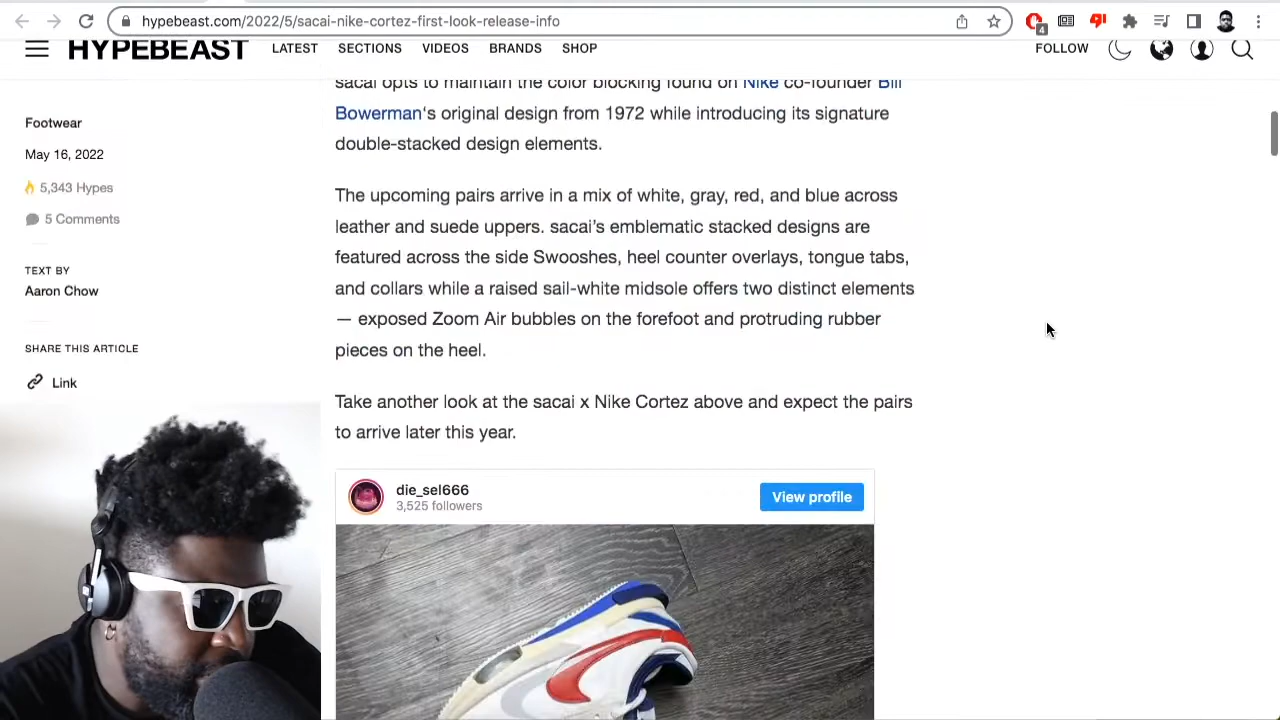 hypebeast.com/2022/5/sacai-nike-cortez-first-look-release-info
4
HYPEBEAST
LATEST
SECTIONS
VIDEOS
BRANDS
SHOP
FOLLOW
sacai opts to maintain the color blocking found on Nike co-founder Bill
Bowerman‘s original design from 1972 while introducing its signature
double-stacked design elements.
Footwear
May 16, 2022
5,343 Hypes
5 Comments
TEXT BY
Aaron Chow
SHARE THIS ARTICLE
Link
The upcoming pairs arrive in a mix of white, gray, red, and blue across
leather and suede uppers. sacai’s emblematic stacked designs are
featured across the side Swooshes, heel counter overlays, tongue tabs,
and collars while a raised sail-white midsole offers two distinct elements
— exposed Zoom Air bubbles on the forefoot and protruding rubber
pieces on the heel.
Take another look at the sacai x Nike Cortez above and expect the pairs
to arrive later this year.
die_sel666
3,525 followers
View profile